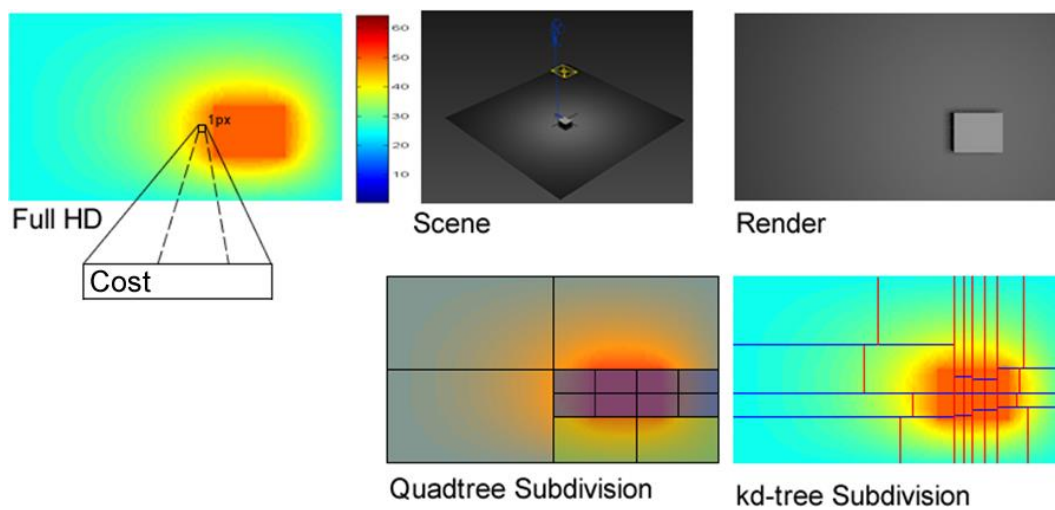 60
50
40
30
20
10
1px
Full HD
Cost
Scene
Render
Quadtree Subdivision
kd-tree Subdivision